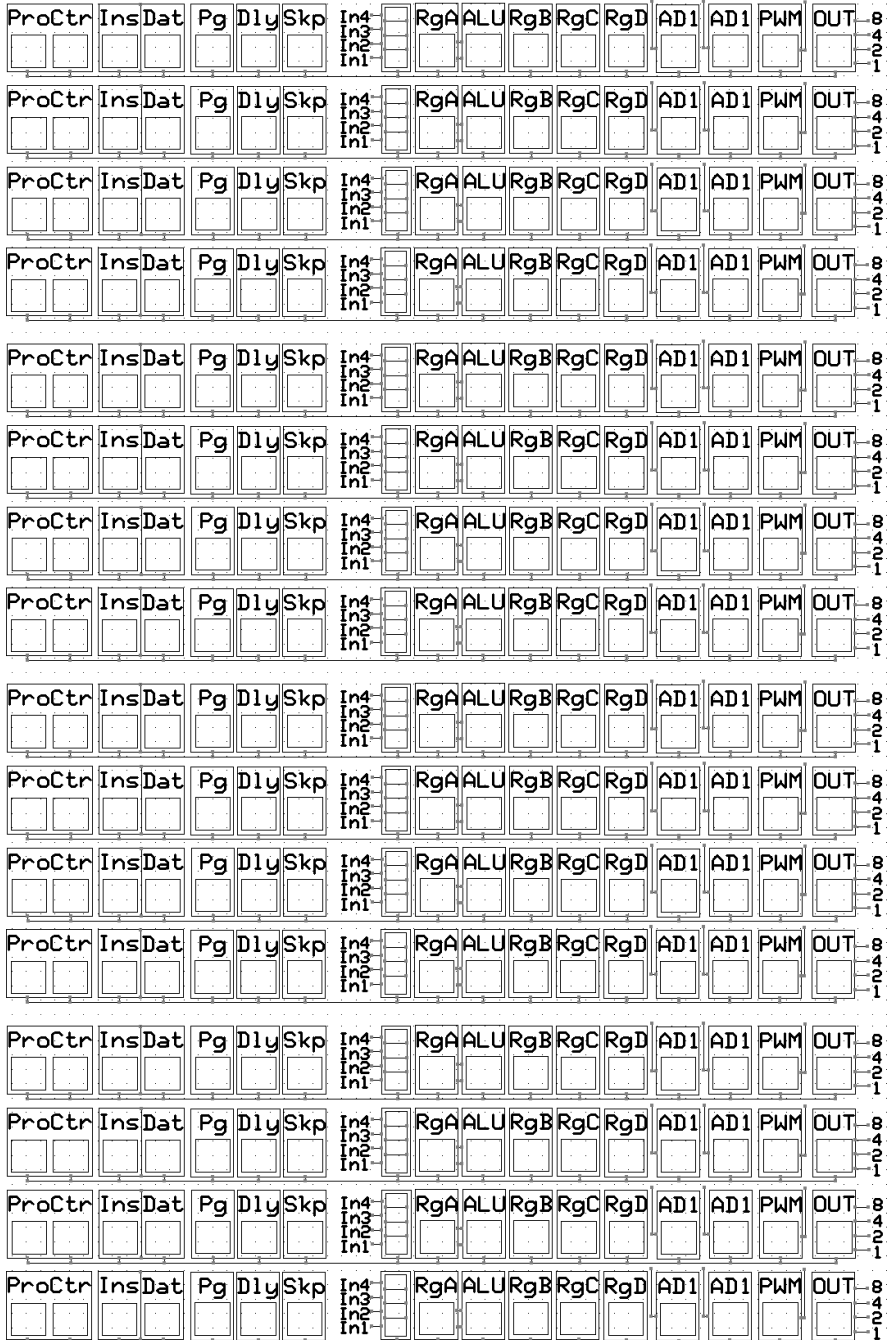 ProCtr Ins Dat Pg Dly Skp In4 RgA ALU RgB RgC RgD AD1 AD1 PWM OUT 8
In3 4
In2 2
In1 1
ProCtr Ins Dat Pg Dly Skp In4 RgA ALU RgB RgC RgD AD1 AD1 PWM OUT 8
In3 4
In2 2
In1 1
ProCtr Ins Dat Pg Dly Skp In4 RgA ALU RgB RgC RgD AD1 AD1 PWM OUT 8
In3 4
In2 2
In1 1
ProCtr Ins Dat Pg Dly Skp In4 RgA ALU RgB RgC RgD AD1 AD1 PWM OUT 8
In3 4
In2 2
In1 1
ProCtr Ins Dat Pg Dly Skp In4 RgA ALU RgB RgC RgD AD1 AD1 PWM OUT 8
In3 4
In2 2
In1 1
ProCtr Ins Dat Pg Dly Skp In4 RgA ALU RgB RgC RgD AD1 AD1 PWM OUT 8
In3 4
In2 2
In1 1
ProCtr Ins Dat Pg Dly Skp In4 RgA ALU RgB RgC RgD AD1 AD1 PWM OUT 8
In3 4
In2 2
In1 1
ProCtr Ins Dat Pg Dly Skp In4 RgA ALU RgB RgC RgD AD1 AD1 PWM OUT 8
In3 4
In2 2
In1 1
ProCtr Ins Dat Pg Dly Skp In4 RgA ALU RgB RgC RgD AD1 AD1 PWM OUT 8
In3 4
In2 2
In1 1
ProCtr Ins Dat Pg Dly Skp In4 RgA ALU RgB RgC RgD AD1 AD1 PWM OUT 8
In3 4
In2 2
In1 1
ProCtr Ins Dat Pg Dly Skp In4 RgA ALU RgB RgC RgD AD1 AD1 PWM OUT 8
In3 4
In2 2
In1 1
ProCtr Ins Dat Pg Dly Skp In4 RgA ALU RgB RgC RgD AD1 AD1 PWM OUT 8
In3 4
In2 2
In1 1
ProCtr Ins Dat Pg Dly Skp In4 RgA ALU RgB RgC RgD AD1 AD1 PWM OUT 8
In3 4
In2 2
In1 1
ProCtr Ins Dat Pg Dly Skp In4 RgA ALU RgB RgC RgD AD1 AD1 PWM OUT 8
In3 4
In2 2
In1 1
ProCtr Ins Dat Pg Dly Skp In4 RgA ALU RgB RgC RgD AD1 AD1 PWM OUT 8
In3 4
In2 2
In1 1
ProCtr Ins Dat Pg Dly Skp In4 RgA ALU RgB RgC RgD AD1 AD1 PWM OUT 8
In3 4
In2 2
In1 1